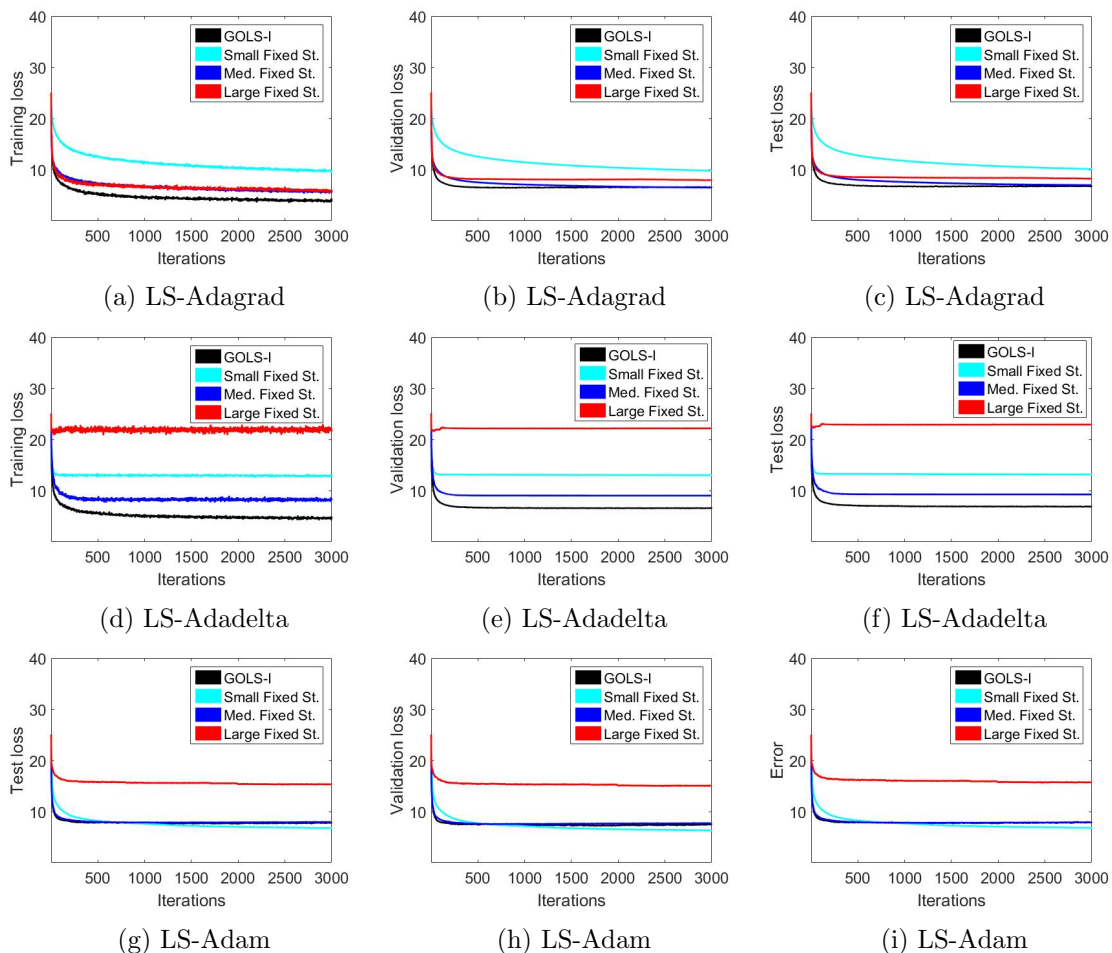 40
30
20
10
Training loss
GOLS-I
Small Fixed St.
Med. Fixed St.
Large Fixed St.
500 1000 1500 2000 2500 3000
Iterations
(a) LS-Adagrad
40
30
20
10
Validation loss
GOLS-I
Small Fixed St.
Med. Fixed St.
Large Fixed St.
500 1000 1500 2000 2500 3000
Iterations
(b) LS-Adagrad
40
30
20
10
Test loss
GOLS-I
Small Fixed St.
Med. Fixed St.
Large Fixed St.
500 1000 1500 2000 2500 3000
Iterations
(c) LS-Adagrad
40
30
20
10
Training loss
GOLS-I
Small Fixed St.
Med. Fixed St.
Large Fixed St.
500 1000 1500 2000 2500 3000
Iterations
(d) LS-Adadelta
40
30
20
10
Validation loss
GOLS-I
Small Fixed St.
Med. Fixed St.
Large Fixed St.
500 1000 1500 2000 2500 3000
Iterations
(e) LS-Adadelta
40
30
20
10
Test loss
GOLS-I
Small Fixed St.
Med. Fixed St.
Large Fixed St.
500 1000 1500 2000 2500 3000
Iterations
(f) LS-Adadelta
40
30
20
10
Test loss
GOLS-I
Small Fixed St.
Med. Fixed St.
Large Fixed St.
500 1000 1500 2000 2500 3000
Iterations
(g) LS-Adam
40
30
20
10
Validation loss
GOLS-I
Small Fixed St.
Med. Fixed St.
Large Fixed St.
500 1000 1500 2000 2500 3000
Iterations
(h) LS-Adam
40
30
20
10
Error
GOLS-I
Small Fixed St.
Med. Fixed St.
Large Fixed St.
500 1000 1500 2000 2500 3000
Iterations
(i) LS-Adam